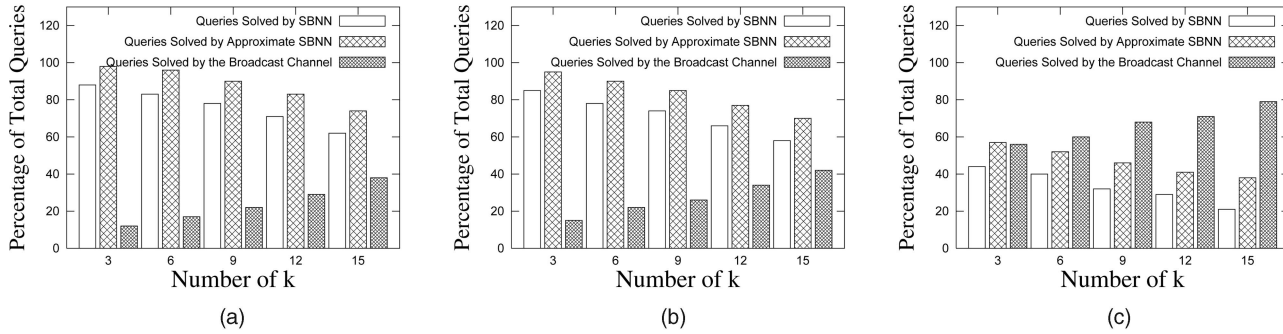 Percentage of Total Queries
120
100
80
60
40
20
0
Queries Solved by SBNN
Queries Solved by Approximate SBNN
Queries Solved by the Broadcast Channel
3 6 9 12 15
Number of k
(a)
Percentage of Total Queries
120
100
80
60
40
20
0
Queries Solved by SBNN
Queries Solved by Approximate SBNN
Queries Solved by the Broadcast Channel
3 6 9 12 15
Number of k
(b)
Percentage of Total Queries
120
100
80
60
40
20
0
Queries Solved by SBNN
Queries Solved by Approximate SBNN
Queries Solved by the Broadcast Channel
3 6 9 12 15
Number of k
(c)